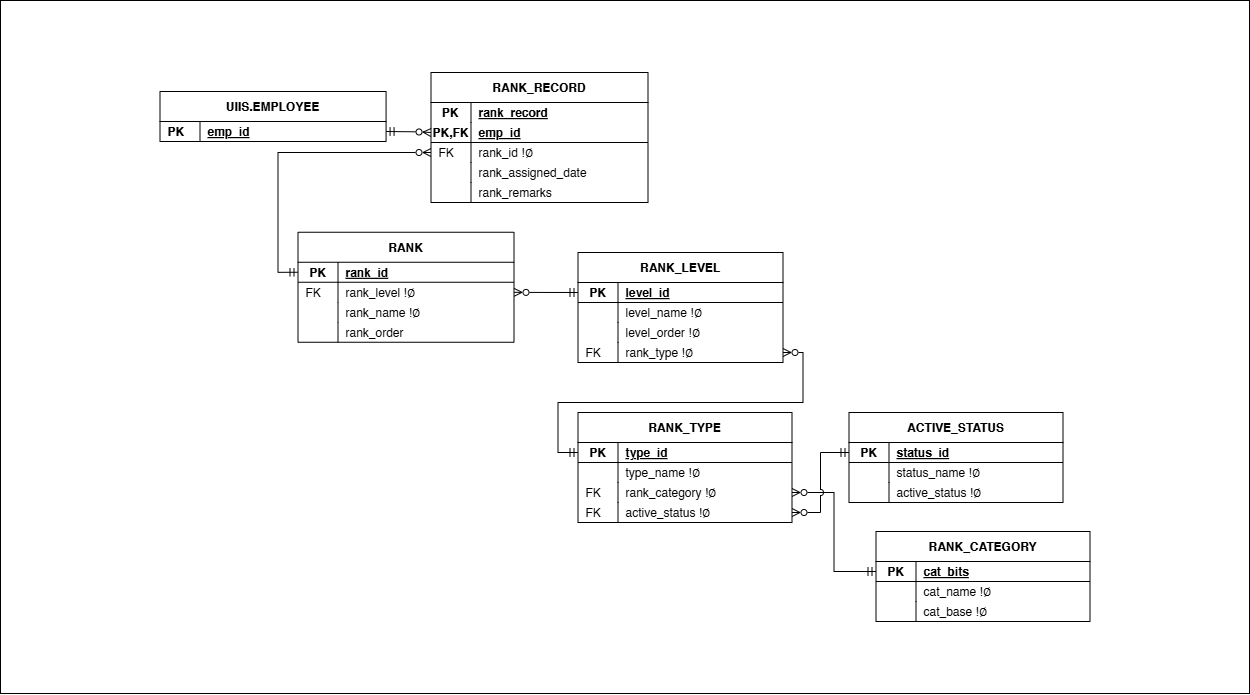 UIIS.EMPLOYEE
PK emp_id
RANK_RECORD
PK rank_record
PK,FK emp_id
FK rank_id !Ø
rank_assigned_date
rank_remarks
RANK
PK rank_id
FK rank_level !Ø
rank_name !Ø
rank_order
RANK_LEVEL
PK level_id
level_name !Ø
level_order !Ø
FK rank_type !Ø
RANK_TYPE
PK type_id
type_name !Ø
FK rank_category !Ø
FK active_status !Ø
ACTIVE_STATUS
PK status_id
status_name !Ø
active_status !Ø
RANK_CATEGORY
PK cat_bits
cat_name !Ø
cat_base !Ø